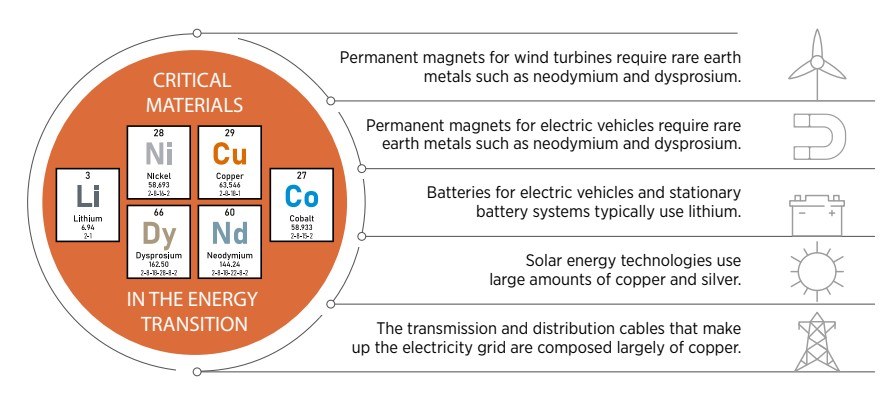 CRITICAL
MATERIALS
28
Ni
NIckel
58,693
2-8-16-2
29
Cu
Copper
63,546
2-8-18-1
3
Li
Lithium
6.94
2-1
27
Co
Cobalt
58.933
2-8-15-2
66
Dy
Dysprosium
162.50
2-8-18-28-8-2
60
Nd
Neodymium
144.24
2-8-18-22-8-2
IN THE ENERGY
TRANSITION
Permanent magnets for wind turbines require rare earth
metals such as neodymium and dysprosium.
Permanent magnets for electric vehicles require rare
earth metals such as neodymium and dysprosium.
Batteries for electric vehicles and stationary
battery systems typically use lithium.
Solar energy technologies use
large amounts of copper and silver.
The transmission and distribution cables that make
up the electricity grid are composed largely of copper.